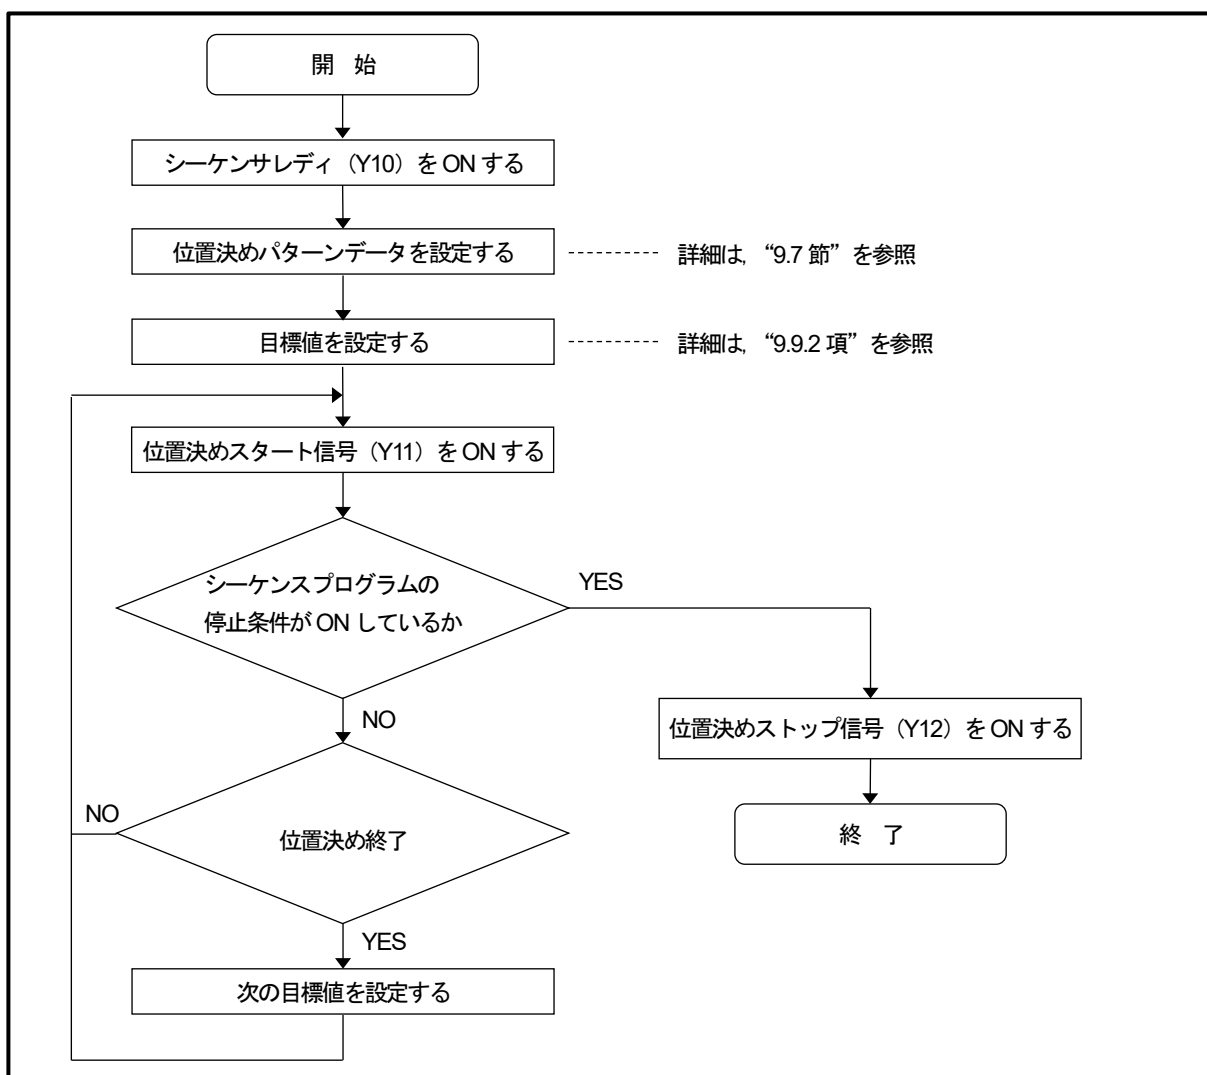 開　始
シーケンサレディ（Y10）を ON する
位置決めパターンデータを設定する
詳細は，“9.7 節”を参照
目標値を設定する
詳細は，“9.9.2 項”を参照
位置決めスタート信号（Y11）を ON する
シーケンスプログラムの
停止条件が ON しているか
YES
NO
位置決めストップ信号（Y12）を ON する
NO
位置決め終了
終　了
YES
次の目標値を設定する